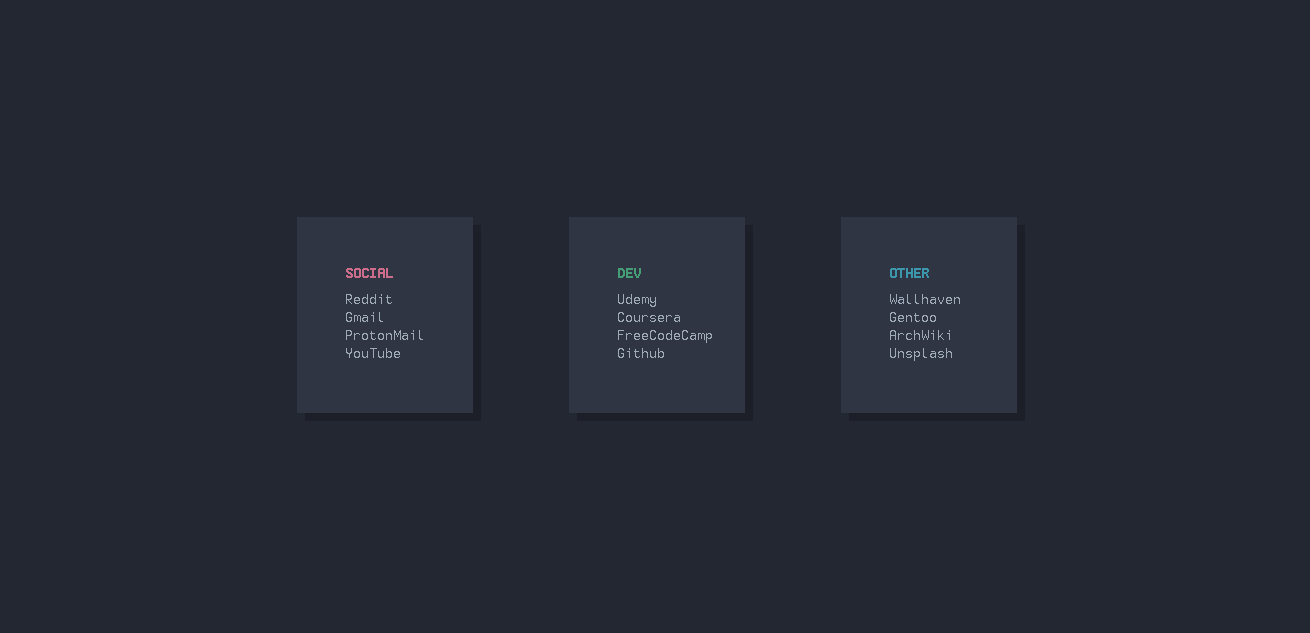 SOCIAL
Reddit
Gmail
ProtonMail
YouTube
DEV
Udemy
Coursera
FreeCodeCamp
Github
OTHER
Wallhaven
Gentoo
ArchWiki
Unsplash